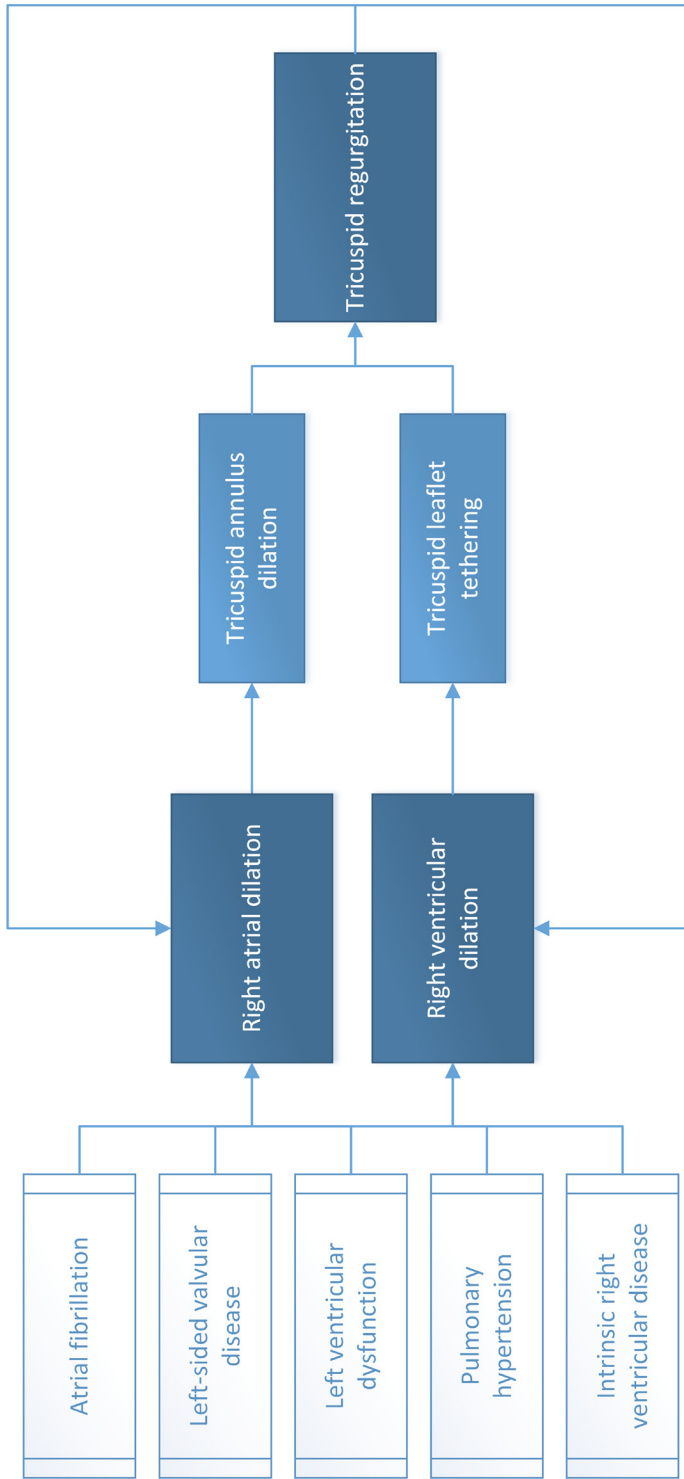 Atrial fibrillation
Left-sided valvular
disease
Left ventricular
dysfunction
Pulmonary
hypertension
Intrinsic right
ventricular disease
Right atrial dilation
Right ventricular
dilation
Tricuspid annulus
dilation
Tricuspid leaflet
tethering
Tricuspid regurgitation